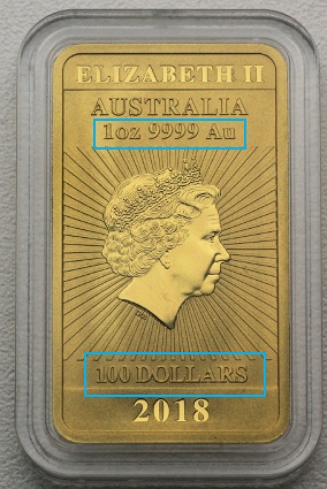 ELIZABETH II
AUSTRALIA
1oz 9999 Au
100 DOLLARS
2018